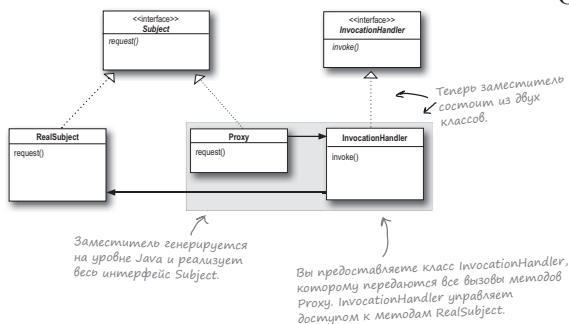 <<interface>>
Subject
request()
<<interface>>
InvocationHandler
invoke()
Теперь заместитель
состоит из двух
классов.
RealSubject
request()
Proxy
request()
InvocationHandler
invoke()
Заместитель генерируется
на уровне Java и реализует
весь интерфейс Subject.
Вы предоставляете класс InvocationHandler,
которому передаются все вызовы методов
Proxy. InvocationHandler управляет
доступом к методам RealSubject.